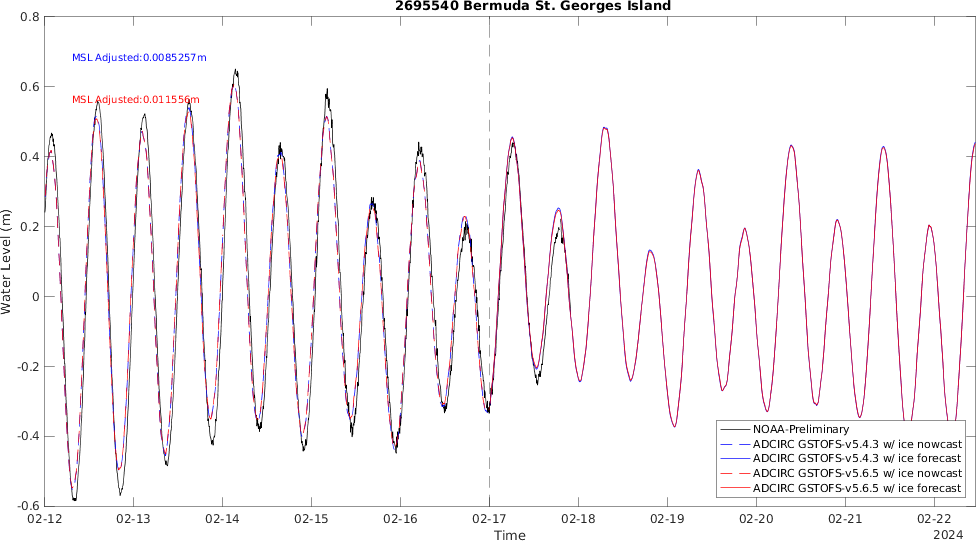 2695540 Bermuda St. Georges Island
0.8
MSL Adjusted:0.0085257m
0.6
MSL Adjusted:0.011556m
0.4
0.2
0
-0.2
-0.4
-0.6
Water Level (m)
NOAA-Preliminary
ADCIRC GSTOFS-v5.4.3 w/ ice nowcast
ADCIRC GSTOFS-v5.4.3 w/ ice forecast
ADCIRC GSTOFS-v5.6.5 w/ ice nowcast
ADCIRC GSTOFS-v5.6.5 w/ ice forecast
02-12 02-13 02-14 02-15 02-16 02-17 02-18 02-19 02-20 02-21 02-22
Time
2024